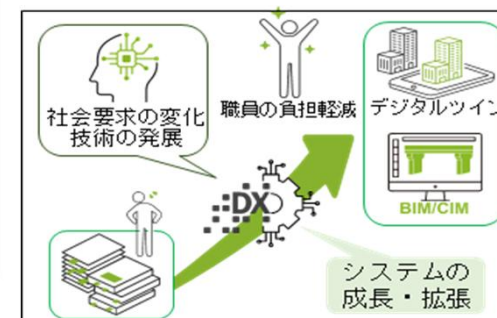 社会要求の変化
技術の発展
職員の負担軽減
デジタルツイン
BIM/CIM
DX
システムの
成長・拡張